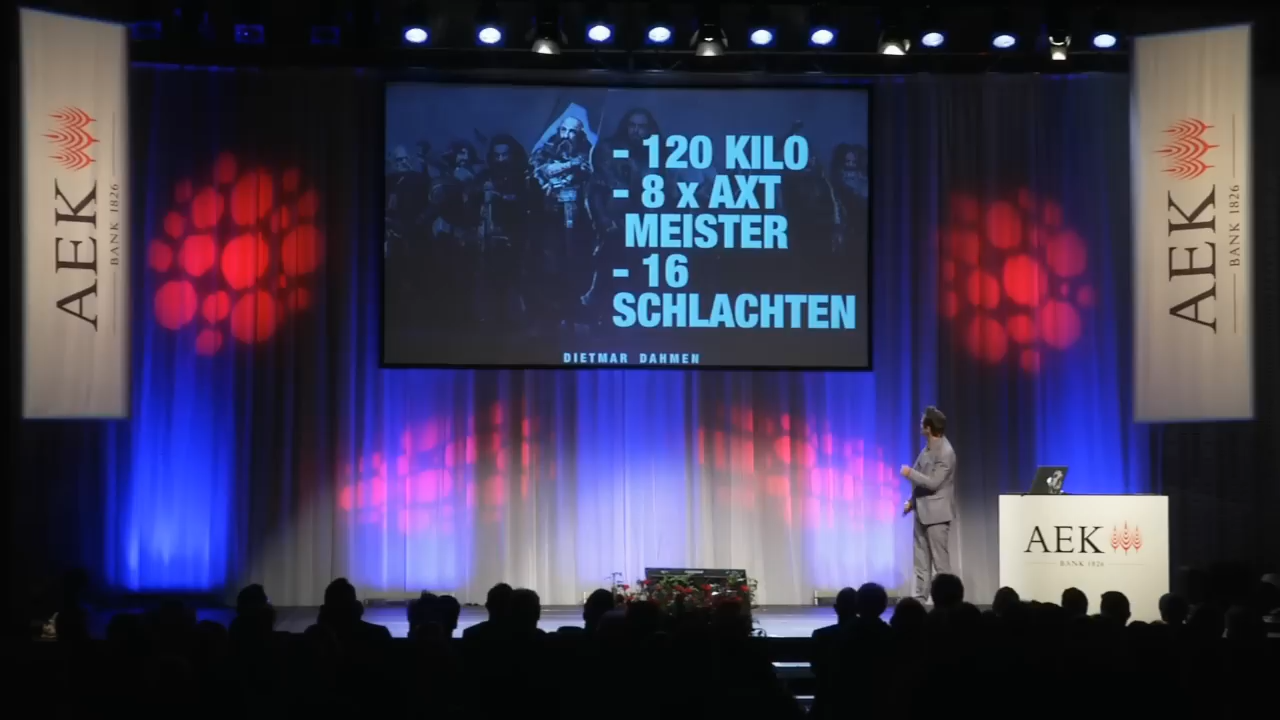 AEK
BANK 1826
- 120 KILO
- 8 x AXT
MEISTER
- 16
SCHLACHTEN
DIETMAR DAHMEN
AEK
BANK 1826
AEK
BANK 1826